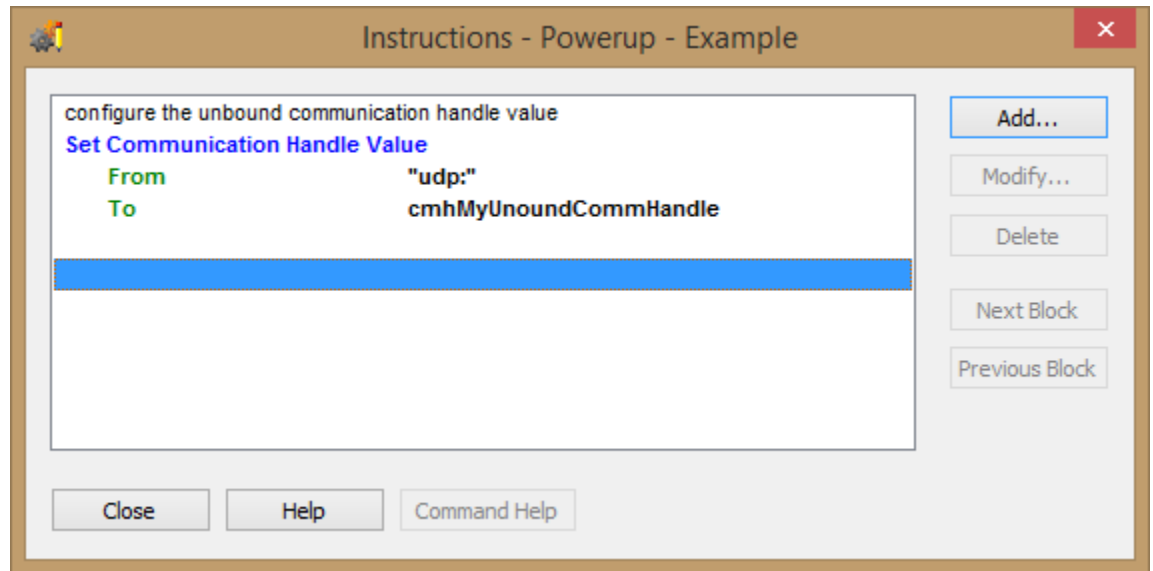 Instructions - Powerup - Example
configure the unbound communication handle value
Set Communication Handle Value
From "udp:"
To cmhMyUnoundCommHandle
Add...
Modify...
Delete
Next Block
Previous Block
Close Help Command Help